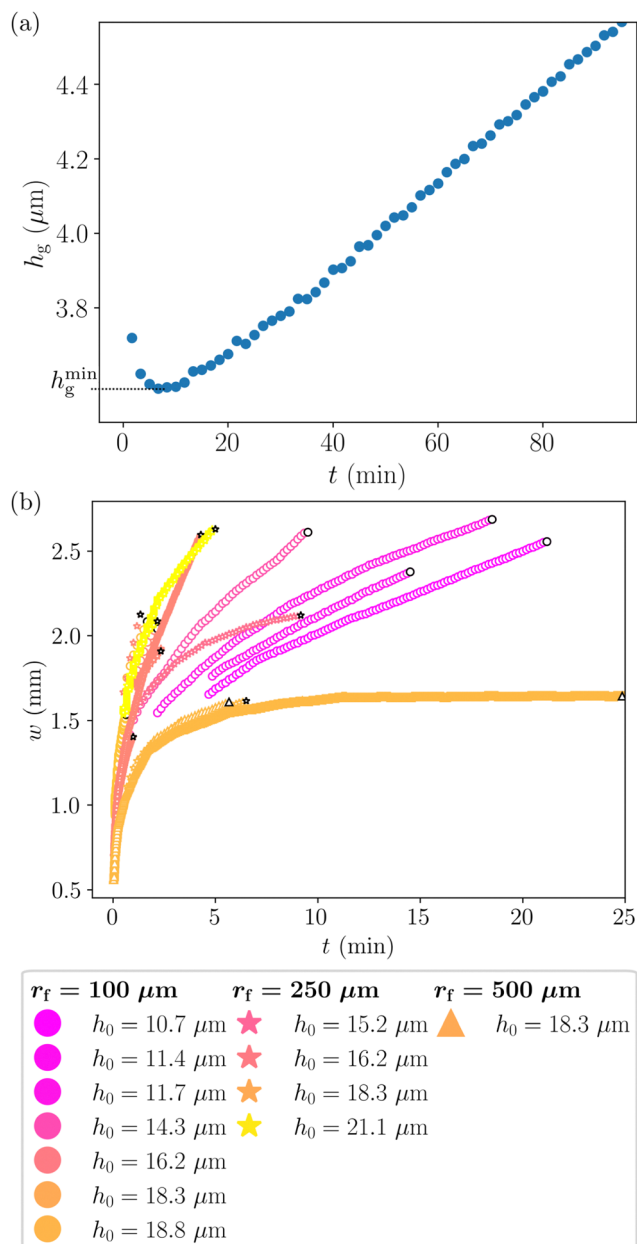 (a)
4.4
4.2
4.0
3.8
h_g (μm)
h_g^min
0 20 40 60 80
t (min)
(b)
2.5
2.0
1.5
1.0
0.5
w (mm)
0 5 10 15 20 25
t (min)
r_f = 100 μm r_f = 250 μm r_f = 500 μm
h_0 = 10.7 μm h_0 = 15.2 μm h_0 = 18.3 μm
h_0 = 11.4 μm h_0 = 16.2 μm
h_0 = 11.7 μm h_0 = 18.3 μm
h_0 = 14.3 μm h_0 = 21.1 μm
h_0 = 16.2 μm
h_0 = 18.3 μm
h_0 = 18.8 μm